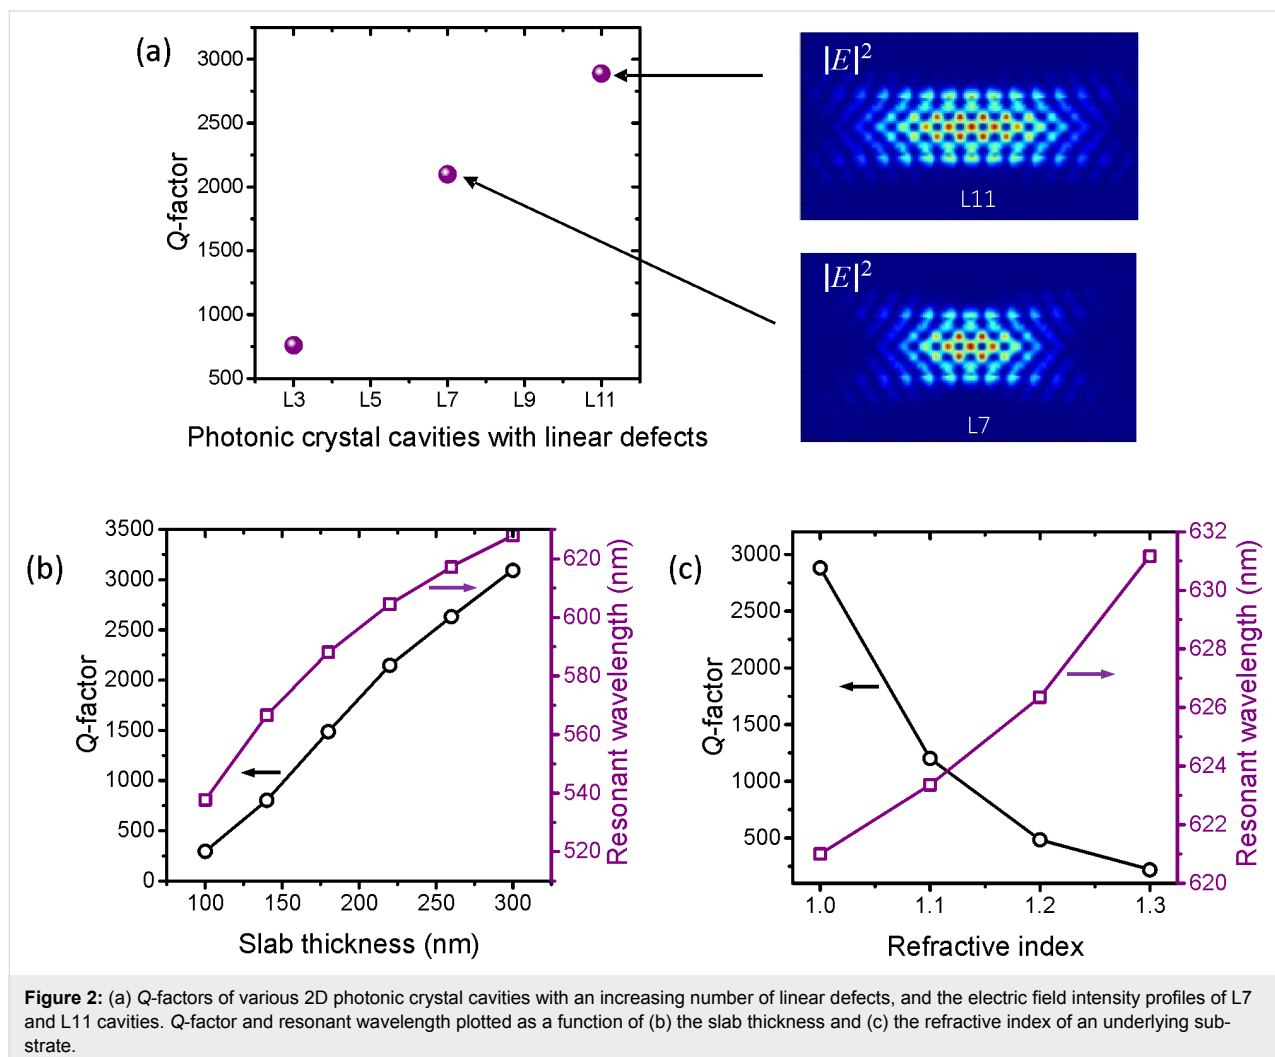 (a)
3000
2500
2000
1500
1000
500
Q-factor
L3 L5 L7 L9 L11
Photonic crystal cavities with linear defects
|E|²
L11
|E|²
L7
(b)
3500
3000
2500
2000
1500
1000
500
0
Q-factor
100 150 200 250 300
Slab thickness (nm)
620
600
580
560
540
520
Resonant wavelength (nm)
(c)
3000
2500
2000
1500
1000
500
Q-factor
1.0 1.1 1.2 1.3
Refractive index
632
630
628
626
624
622
620
Resonant wavelength (nm)
Figure 2: (a) Q-factors of various 2D photonic crystal cavities with an increasing number of linear defects, and the electric field intensity profiles of L7
and L11 cavities. Q-factor and resonant wavelength plotted as a function of (b) the slab thickness and (c) the refractive index of an underlying sub-
strate.